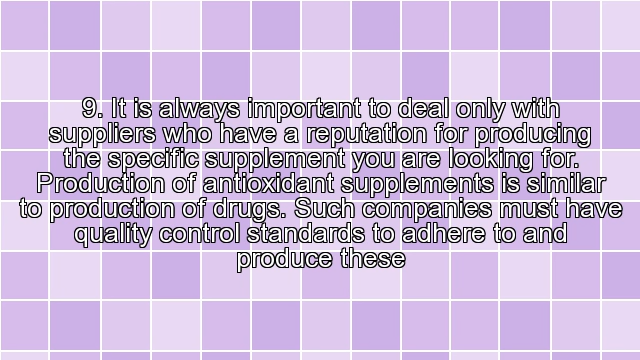 9. It is always important to deal only with
suppliers who have a reputation for producing
the specific supplement you are looking for.
Production of antioxidant supplements is similar
to production of drugs. Such companies must have
quality control standards to adhere to and
produce these